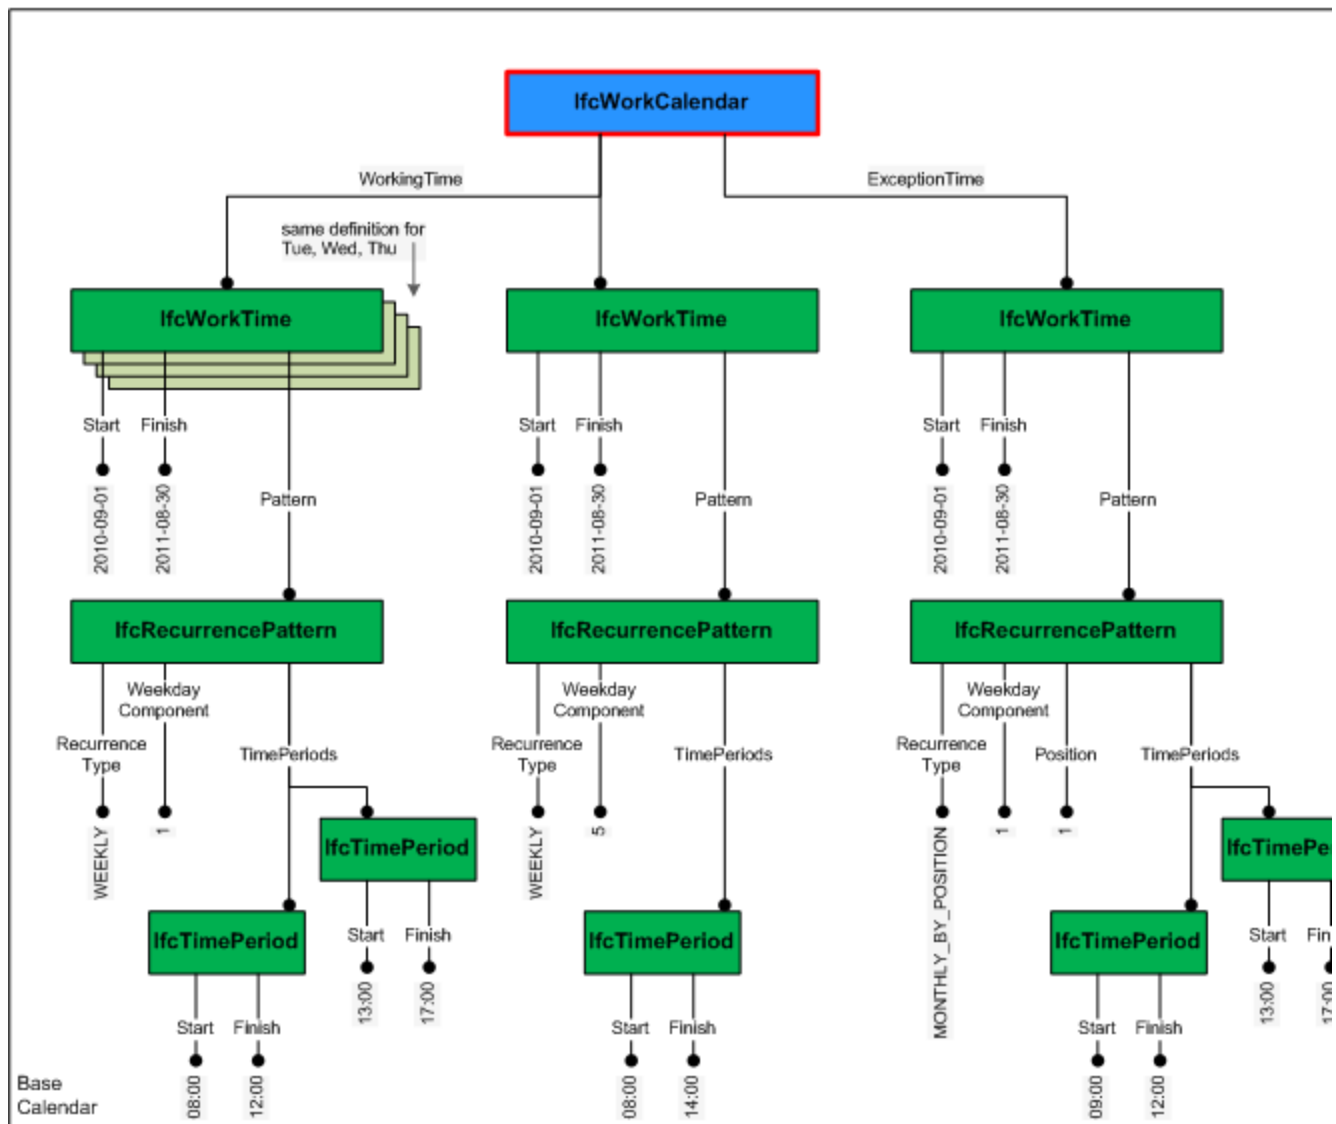 IfcWorkCalendar
WorkingTime
ExceptionTime
same definition for
Tue, Wed, Thu
IfcWorkTime
IfcWorkTime
IfcWorkTime
Start
Finish
Start
Finish
Start
Finish
2010-09-01
2011-08-30
Pattern
2010-09-01
2011-08-30
Pattern
2010-09-01
2011-08-30
Pattern
IfcRecurrencePattern
IfcRecurrencePattern
IfcRecurrencePattern
Weekday
Component
Weekday
Component
Weekday
Component
Recurrence
Type
TimePeriods
Recurrence
Type
TimePeriods
Recurrence
Type
Position
TimePeriods
WEEKLY
1
WEEKLY
5
MONTHLY_BY_POSITION
1
1
IfcTimePeriod
IfcTimePe
IfcTimePeriod
IfcTimePeriod
IfcTimePeriod
Start
Finish
Start
Fin
13:00
17:00
13:00
17:00
Start
Finish
Start
Finish
Start
Finish
08:00
12:00
08:00
14:00
09:00
12:00
Base
Calendar